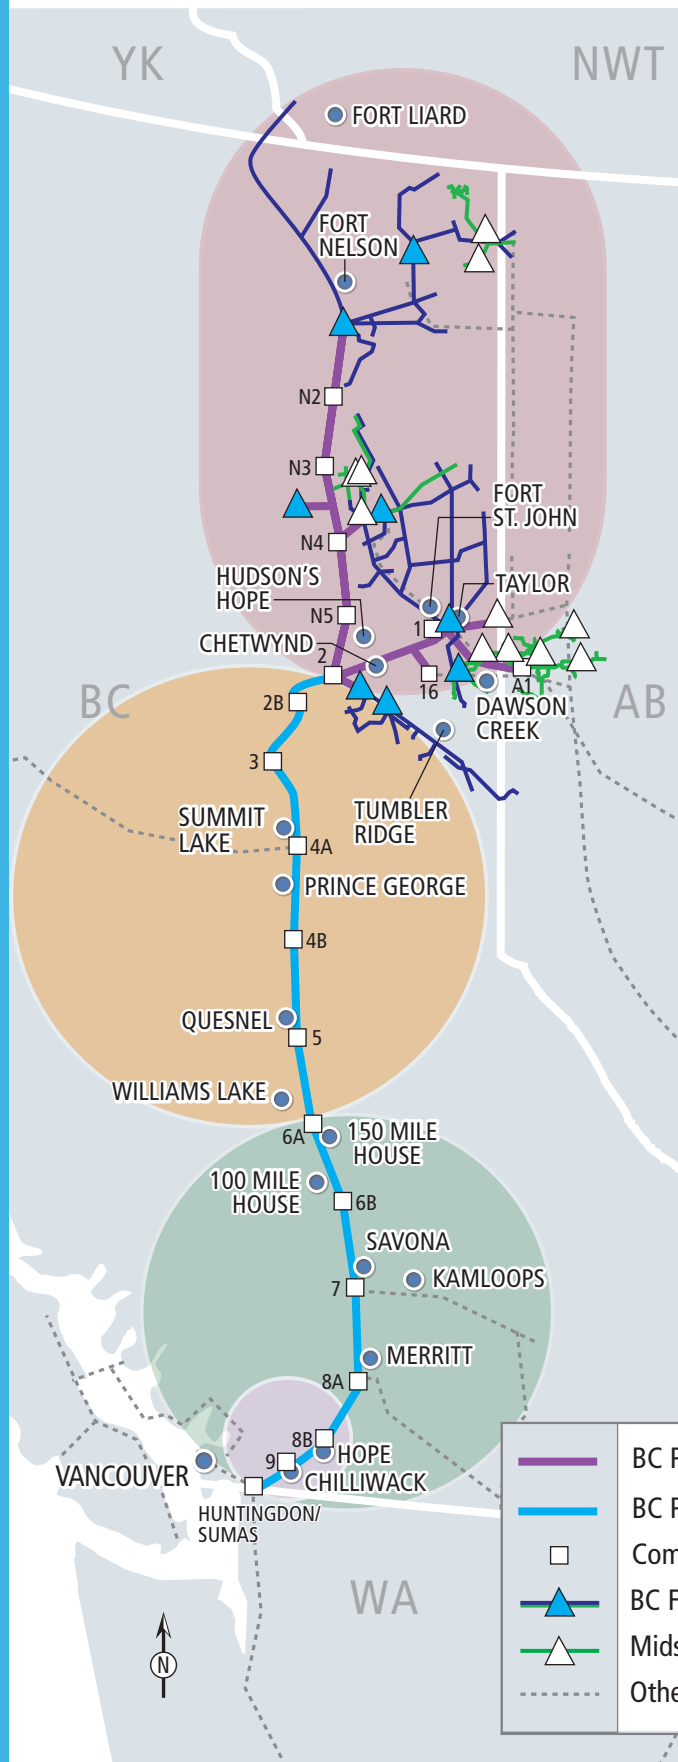 YK
NWT
FORT LIARD
FORT
NELSON
N2
N3
FORT
ST. JOHN
N4
HUDSON'S
HOPE
TAYLOR
N5
1
CHETWYND
2
16
A1
BC
2B
DAWSON
CREEK
AB
3
TUMBLER
RIDGE
SUMMIT
LAKE
4A
PRINCE GEORGE
4B
QUESNEL
5
WILLIAMS LAKE
6A
150 MILE
HOUSE
100 MILE
HOUSE
6B
SAVONA
7
KAMLOOPS
MERRITT
8A
8B
HOPE
9
CHILLIWACK
VANCOUVER
HUNTINGDON/
SUMAS
WA
N
BC P
BC P
Com
BC F
Mids
Othe